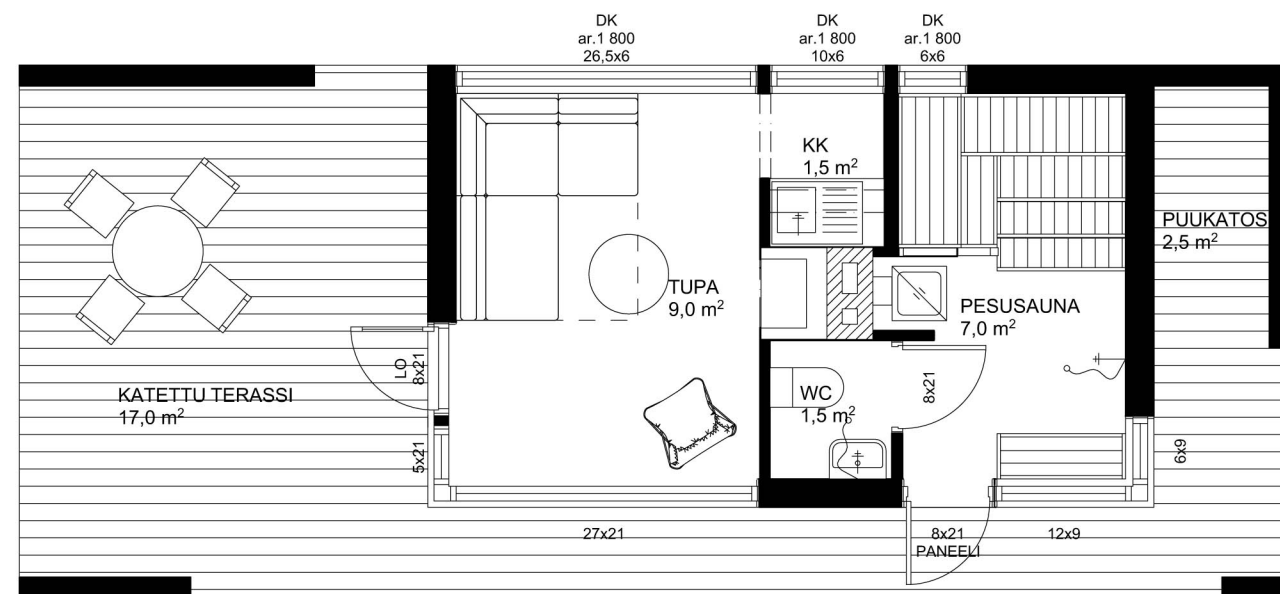 DK
ar.1 800
26,5x6
DK
ar.1 800
10x6
DK
ar.1 800
6x6
KK
1,5 m²
PUUKATOS
2,5 m²
TUPA
9,0 m²
PESUSAUNA
7,0 m²
KATETTU TERASSI
17,0 m²
LO
8x21
WC
1,5 m²
8x21
5x21
6x9
27x21
8x21
PANEELI
12x9